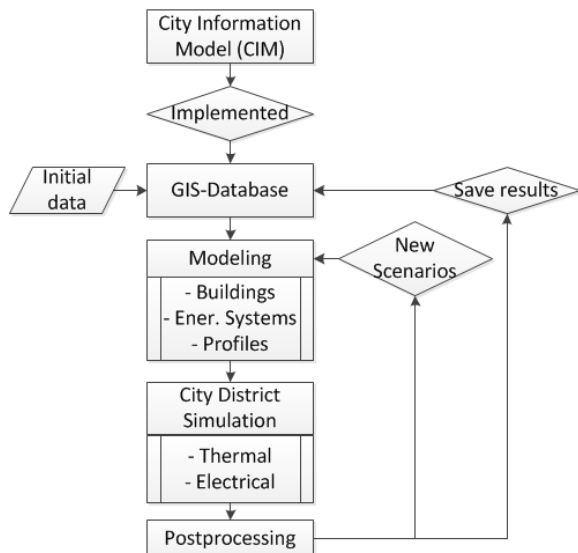 City Information
Model (CIM)
Implemented
Initial
data
GIS-Database
Save results
Modeling
New
Scenarios
- Buildings
- Ener. Systems
- Profiles
City District
Simulation
- Thermal
- Electrical
Postprocessing